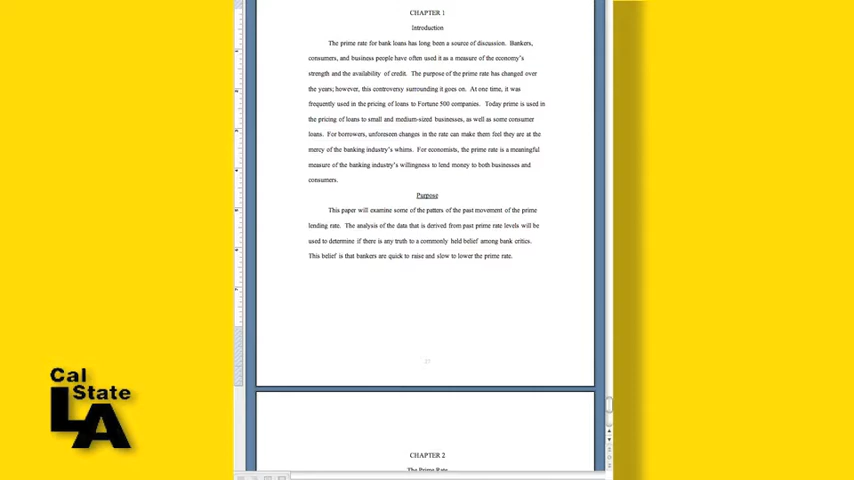 CHAPTER 1
Introduction
The prime rate for bank loans has long been a source of discussion. Bankers,
consumers, and business people have often used it as a measure of the economy's
strength and the availability of credit. The purpose of the prime rate has changed over
the years; however, this controversy surrounding it goes on. At one time, it was
frequently used in the pricing of loans to Fortune 500 companies. Today prime is used in
the pricing of loans to small and medium-sized businesses, as well as some consumer
loans. For borrowers, unforeseen changes in the rate can make them feel they are at the
mercy of the banking industry's whims. For economists, the prime rate is a meaningful
measure of the banking industry's willingness to lend money to both businesses and
consumers.
Purpose
This paper will examine some of the patters of the past movement of the prime
lending rate. The analysis of the data that is derived from past prime rate levels will be
used to determine if there is any truth to a commonly held belief among bank critics.
This belief is that bankers are quick to raise and slow to lower the prime rate.
Cal
State
LA
CHAPTER 2
The Prime Rate